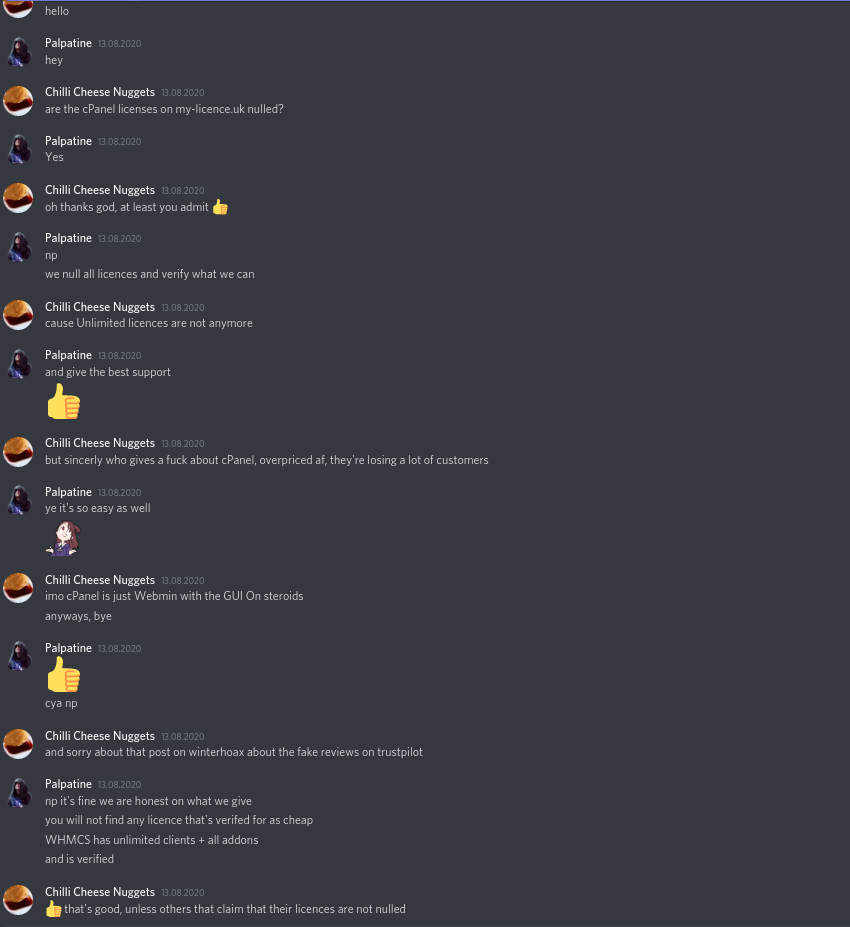 hello
Palpatine 13.08.2020
hey
Chilli Cheese Nuggets 13.08.2020
are the cPanel licenses on my-licence.uk nulled?
Palpatine 13.08.2020
Yes
Chilli Cheese Nuggets 13.08.2020
oh thanks god, at least you admit 👍
Palpatine 13.08.2020
np
we null all licences and verify what we can
Chilli Cheese Nuggets 13.08.2020
cause Unlimited licences are not anymore
Palpatine 13.08.2020
and give the best support
👍
Chilli Cheese Nuggets 13.08.2020
but sincerly who gives a fuck about cPanel, overpriced af, they're losing a lot of customers
Palpatine 13.08.2020
ye it's so easy as well
Chilli Cheese Nuggets 13.08.2020
imo cPanel is just Webmin with the GUI On steroids
anyways, bye
Palpatine 13.08.2020
👍
cya np
Chilli Cheese Nuggets 13.08.2020
and sorry about that post on winterhoax about the fake reviews on trustpilot
Palpatine 13.08.2020
np it's fine we are honest on what we give
you will not find any licence that's verifed for as cheap
WHMCS has unlimited clients + all addons
and is verified
Chilli Cheese Nuggets 13.08.2020
👍 that's good, unless others that claim that their licences are not nulled